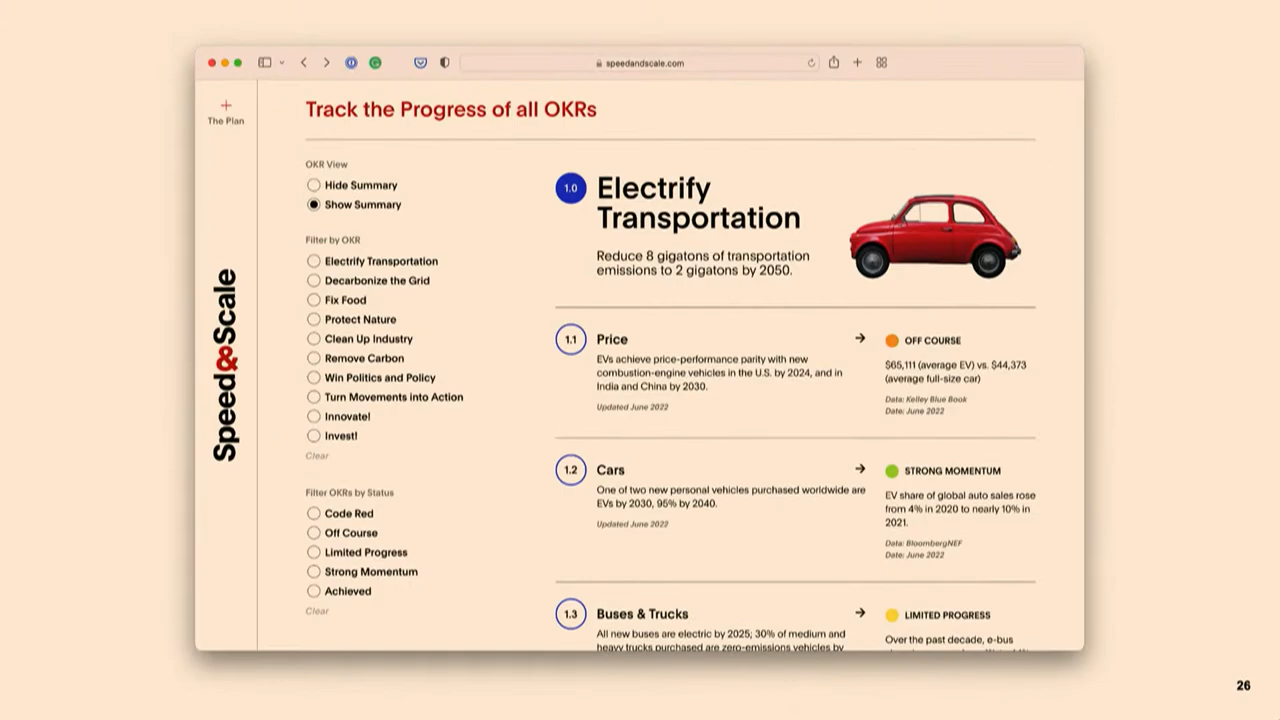 speedandscale.com
The Plan
Speed&Scale
Track the Progress of all OKRs
OKR View
Hide Summary
Show Summary
Filter by OKR
Electrify Transportation
Decarbonize the Grid
Fix Food
Protect Nature
Clean Up Industry
Remove Carbon
Win Politics and Policy
Turn Movements into Action
Innovate!
Invest!
Clear
Filter OKRs by Status
Code Red
Off Course
Limited Progress
Strong Momentum
Achieved
Clear
1.0
Electrify
Transportation
Reduce 8 gigatons of transportation
emissions to 2 gigatons by 2050.
1.1
Price
EVs achieve price-performance parity with new
combustion-engine vehicles in the U.S. by 2024, and in
India and China by 2030.
Updated June 2022
OFF COURSE
$65,111 (average EV) vs. $44,373
(average full-size car)
Data: Kelley Blue Book
Date: June 2022
1.2
Cars
One of two new personal vehicles purchased worldwide are
EVs by 2030, 95% by 2040.
Updated June 2022
STRONG MOMENTUM
EV share of global auto sales rose
from 4% in 2020 to nearly 10% in
2021.
Data: BloombergNEF
Date: June 2022
1.3
Buses & Trucks
All new buses are electric by 2025; 30% of medium and
heavy trucks purchased are zero-emissions vehicles by
LIMITED PROGRESS
Over the past decade, e-bus
26